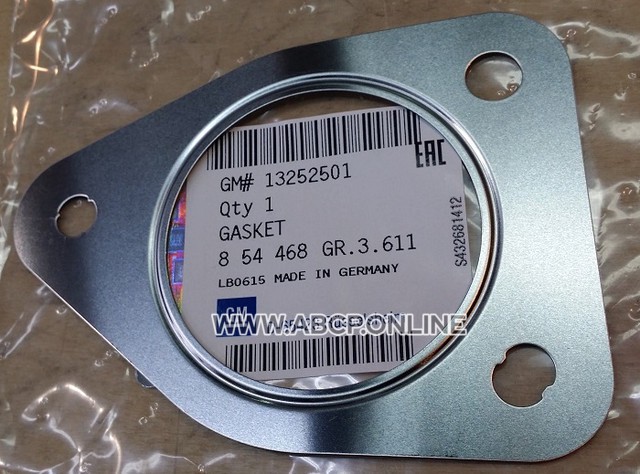 EAC
GM# 13252501
Qty 1
GASKET
8 54 468 GR.3.611
LB0615 MADE IN GERMANY
S432681412
GM
WWW.ABCP.ONLINE